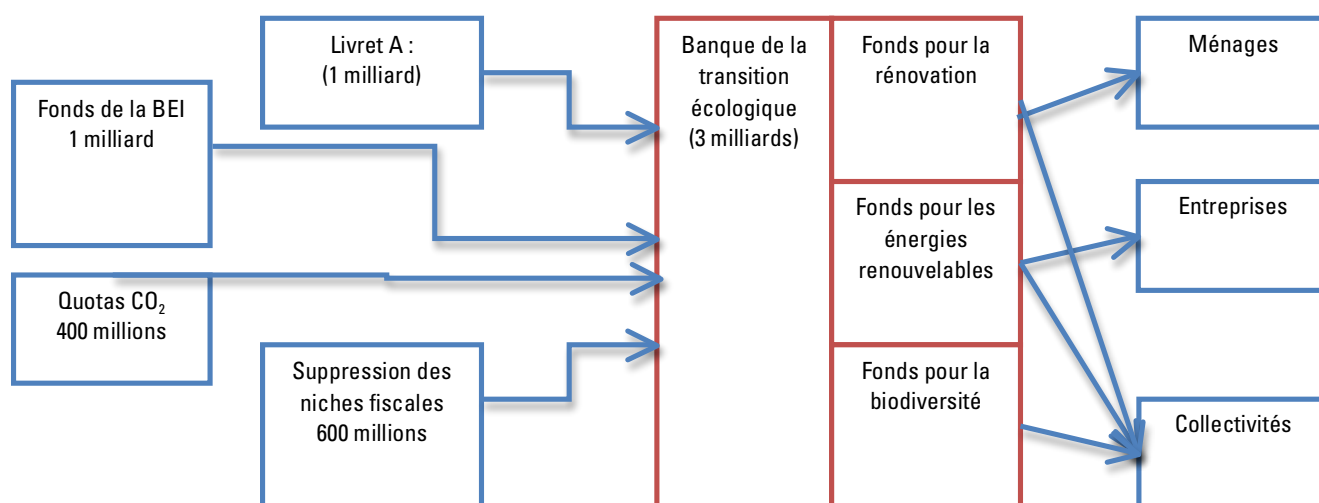 Livret A :
(1 milliard)
Fonds de la BEI
1 milliard
Quotas CO₂
400 millions
Suppression des
niches fiscales
600 millions
Banque de la
transition
écologique
(3 milliards)
Fonds pour la
rénovation
Fonds pour les
énergies
renouvelables
Fonds pour la
biodiversité
Ménages
Entreprises
Collectivités